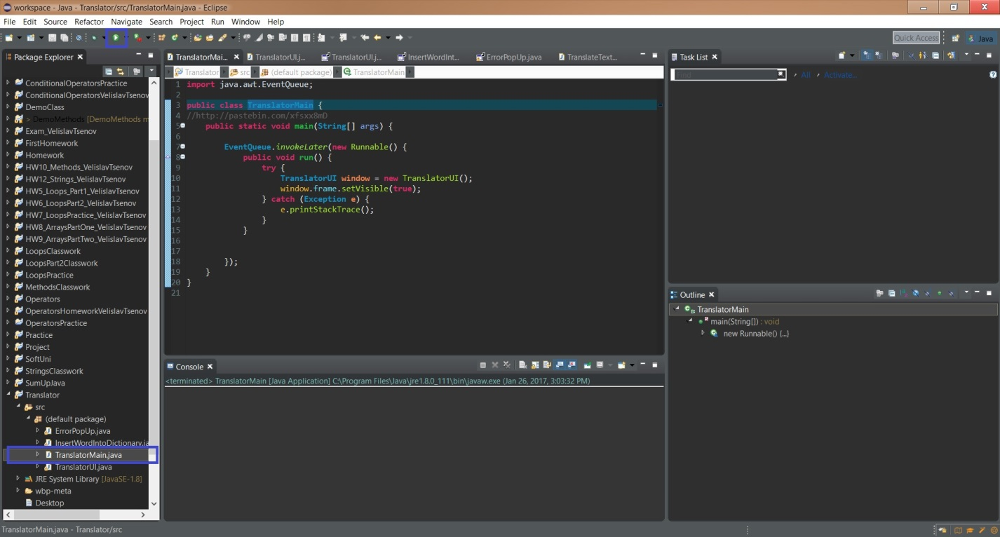 workspace - Java - Translator/src/TranslatorMain.java - Eclipse
File Edit Source Refactor Navigate Search Project Run Window Help
Quick Access
Java
Package Explorer
ConditionalOperatorsPractice
ConditionalOperatorsVelislavTsenov
DemoClass
> DemoMethods [DemoMethods m
Exam_VelislavTsenov
FirstHomework
Homework
HW10_Methods_VelislavTsenov
HW12_Strings_VelislavTsenov
HW5_Loops_Part1_VelislavTsenov
HW6_LoopsPart2_VelislavTsenov
HW7_LoopsPractice_VelislavTsenov
HW8_ArraysPartOne_VelislavTsenov
HW9_ArraysPartTwo_VelislavTsenov
LoopsClasswork
LoopsPart2Classwork
LoopsPractice
MethodsClasswork
Operators
OperatorsHomeworkVelislavTsenov
OperatorsPractice
Practice
Project
SoftUni
StringsClasswork
SumUpJava
Translator
src
(default package)
ErrorPopUp.java
InsertWordIntoDictionary.ja
TranslatorMain.java
TranslatorUI.java
JRE System Library [JavaSE-1.8]
wbp-meta
Desktop
TranslatorMai... TranslatorUI.j... TranslatorUI.j... InsertWordInt... ErrorPopUp.java TranslateText...
Translator src (default package) TranslatorMain
1 import java.awt.EventQueue;
2
3 public class TranslatorMain {
4 //http://pastebin.com/xfsxx8mD
5 public static void main(String[] args) {
6
7 EventQueue.invokeLater(new Runnable() {
8 public void run() {
9 try {
10 TranslatorUI window = new TranslatorUI();
11 window.frame.setVisible(true);
12 } catch (Exception e) {
13 e.printStackTrace();
14 }
15 }
16
17
18 });
19 }
20 }
21
Console
<terminated> TranslatorMain [Java Application] C:\Program Files\Java\jre1.8.0_111\bin\javaw.exe (Jan 26, 2017, 3:03:32 PM)
Task List
Find All Activate...
Outline
TranslatorMain
main(String[]) : void
new Runnable() {...}
TranslatorMain.java - Translator/src